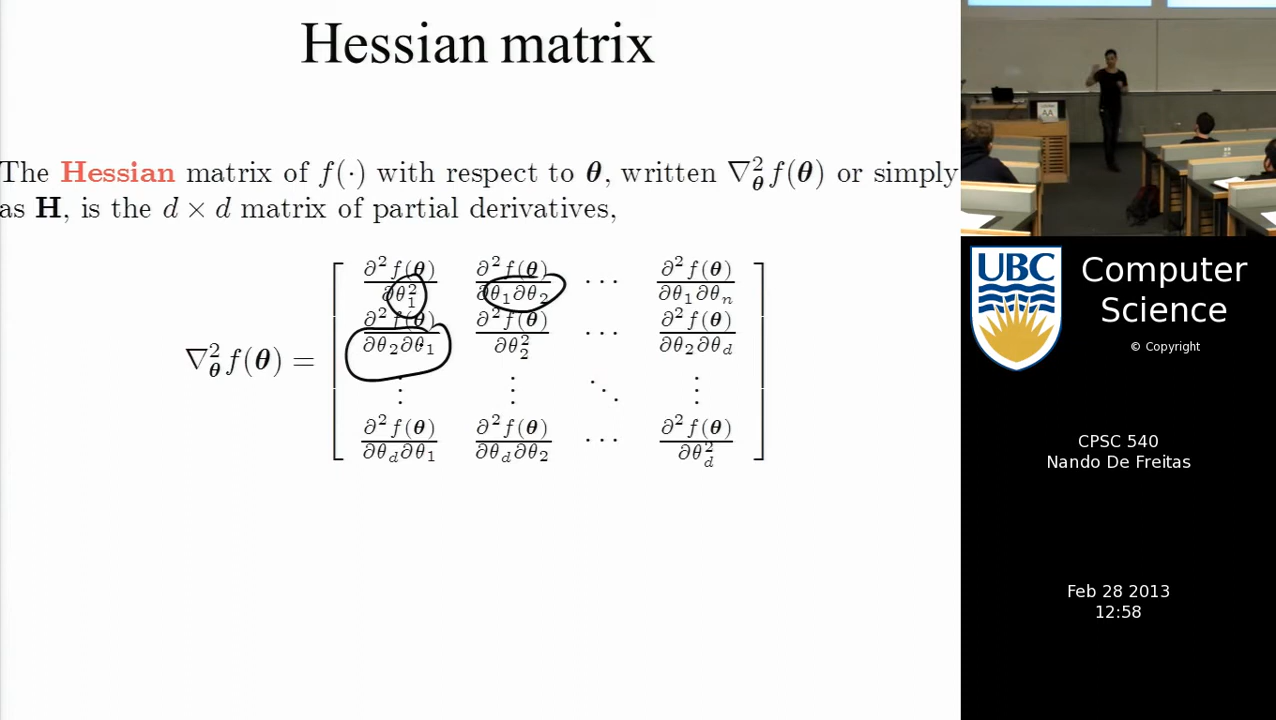 Hessian matrix
The Hessian matrix of f(·) with respect to θ, written ∇²_θ f(θ) or simply
as H, is the d × d matrix of partial derivatives,
∇²_θ f(θ) = [ ∂²f(θ)/∂θ₁² ∂²f(θ)/∂θ₁∂θ₂ ⋯ ∂²f(θ)/∂θ₁∂θₙ
∂²f(θ)/∂θ₂∂θ₁ ∂²f(θ)/∂θ₂² ⋯ ∂²f(θ)/∂θ₂∂θ_d
⋮ ⋮ ⋱ ⋮
∂²f(θ)/∂θ_d∂θ₁ ∂²f(θ)/∂θ_d∂θ₂ ⋯ ∂²f(θ)/∂θ_d² ]
UBC
Computer
Science
© Copyright
CPSC 540
Nando De Freitas
Feb 28 2013
12:58